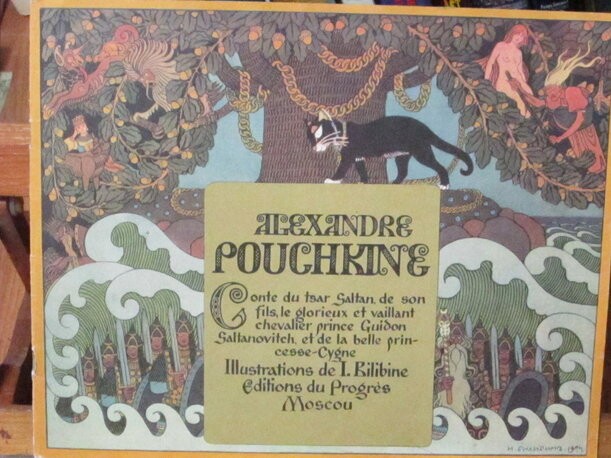 ALEXANDRE
POUCHKINE
Conte du tsar Saltan, de son
fils, le glorieux et vaillant
chevalier prince Guidon
Saltanovitch, et de la belle prin-
cesse-Cygne
Illustrations de I. Bilibine
Editions du Progrès
Moscou